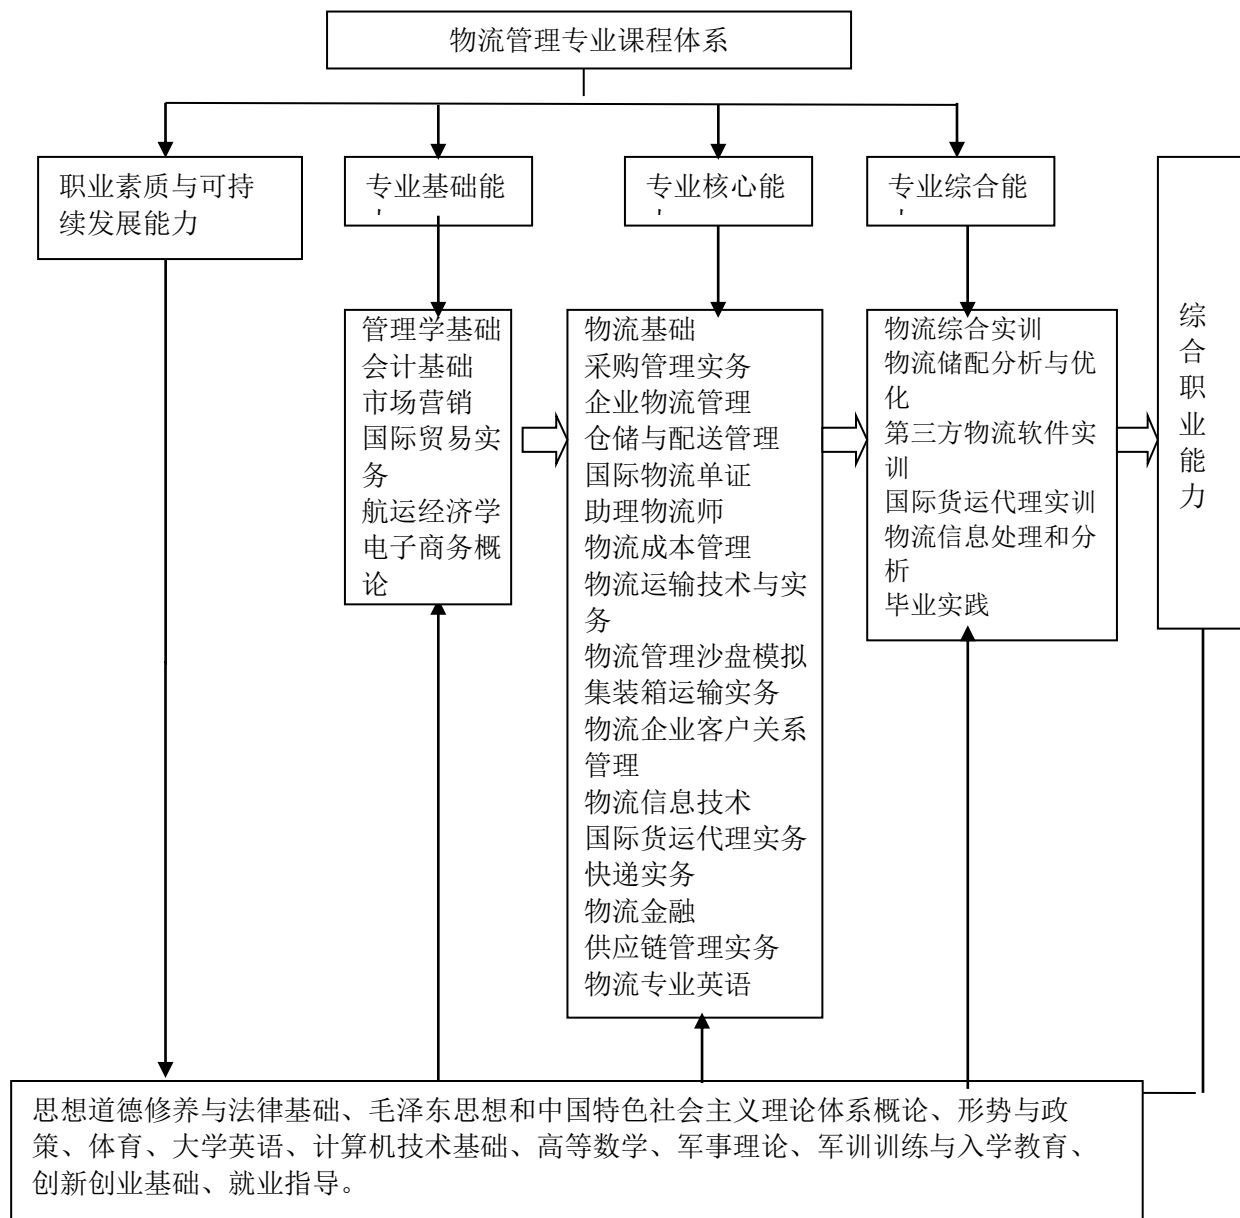 物流管理专业课程体系
职业素质与可持
续发展能力
专业基础能
专业核心能
专业综合能
综
合
职
业
能
力
管理学基础
会计基础
市场营销
国际贸易实
务
航运经济学
电子商务概
论
物流基础
采购管理实务
企业物流管理
仓储与配送管理
国际物流单证
助理物流师
物流成本管理
物流运输技术与实
务
物流管理沙盘模拟
集装箱运输实务
物流企业客户关系
管理
物流信息技术
国际货运代理实务
快递实务
物流金融
供应链管理实务
物流专业英语
物流综合实训
物流储配分析与优
化
第三方物流软件实
训
国际货运代理实训
物流信息处理和分
析
毕业实践
思想道德修养与法律基础、毛泽东思想和中国特色社会主义理论体系概论、形势与政
策、体育、大学英语、计算机技术基础、高等数学、军事理论、军训训练与入学教育、
创新创业基础、就业指导。